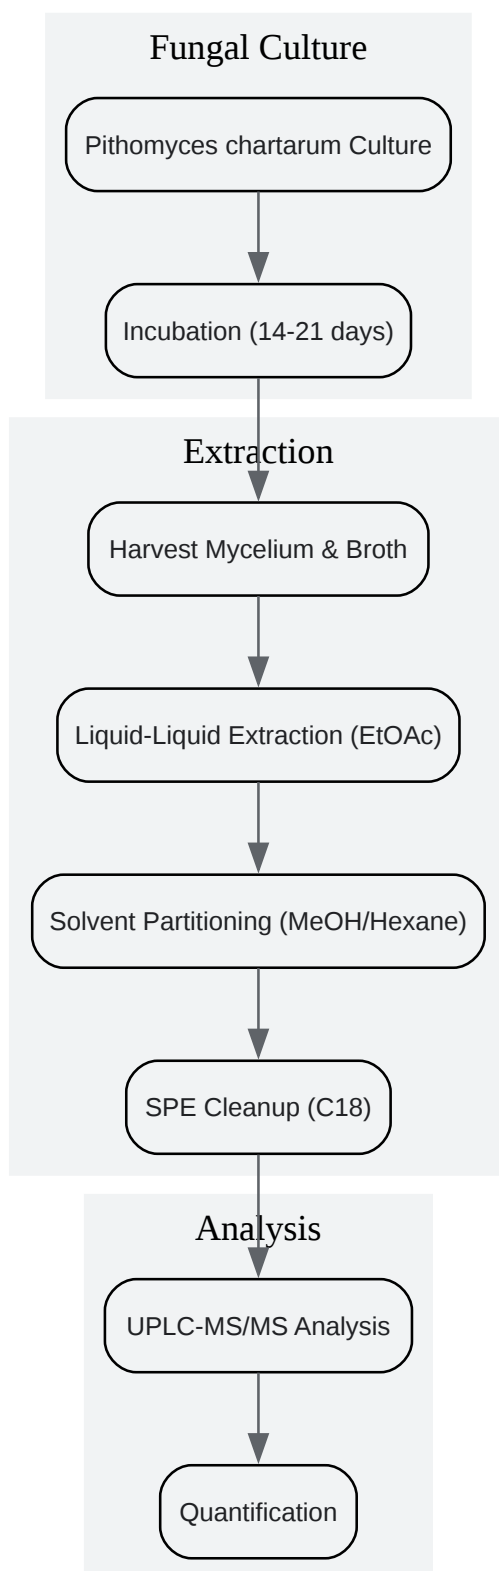 Fungal Culture
Pithomyces chartarum Culture
Incubation (14-21 days)
Extraction
Harvest Mycelium & Broth
Liquid-Liquid Extraction (EtOAc)
Solvent Partitioning (MeOH/Hexane)
SPE Cleanup (C18)
Analysis
UPLC-MS/MS Analysis
Quantification